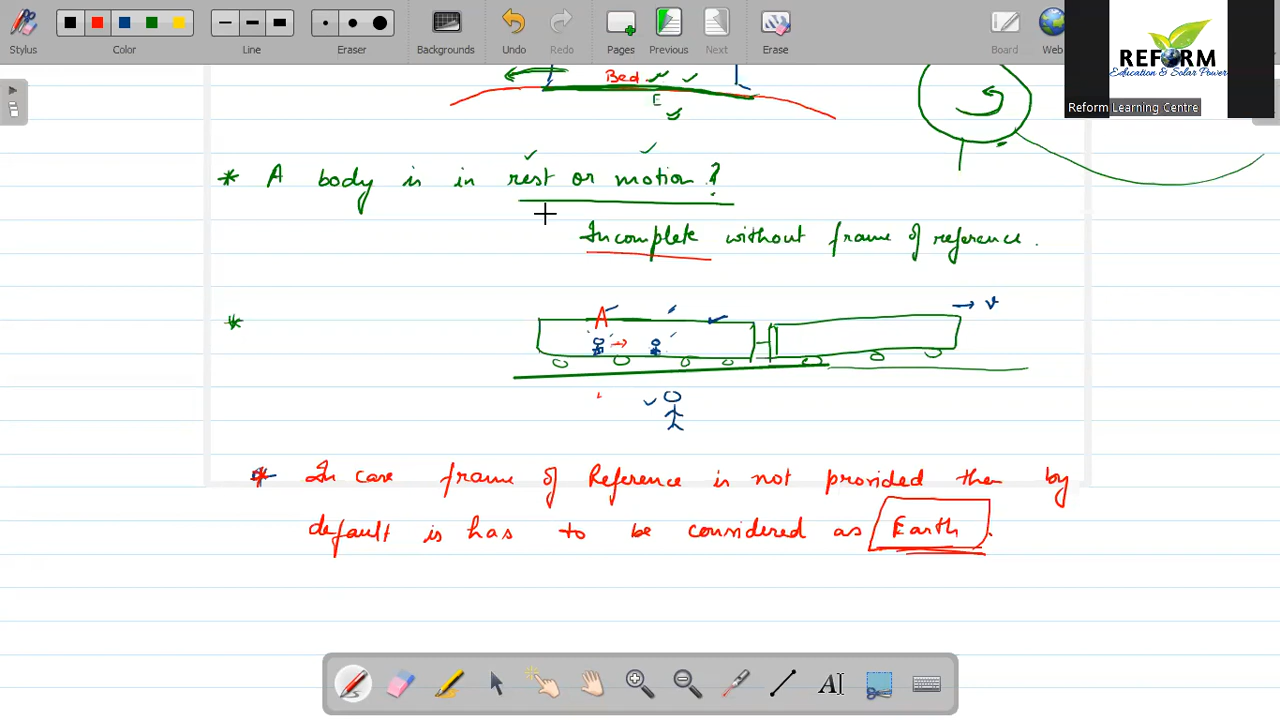 Stylus
Color
Line
Eraser
Backgrounds
Undo
Redo
Pages
Previous
Next
Erase
Board
Web
REFORM
Education & Solar Power
Reform Learning Centre
Bed
E
* A body is in rest or motion?
Incomplete without frame of reference.
*
A
→ v
* In case frame of Reference is not provided then by
default is has to be considered as Earth.
AI